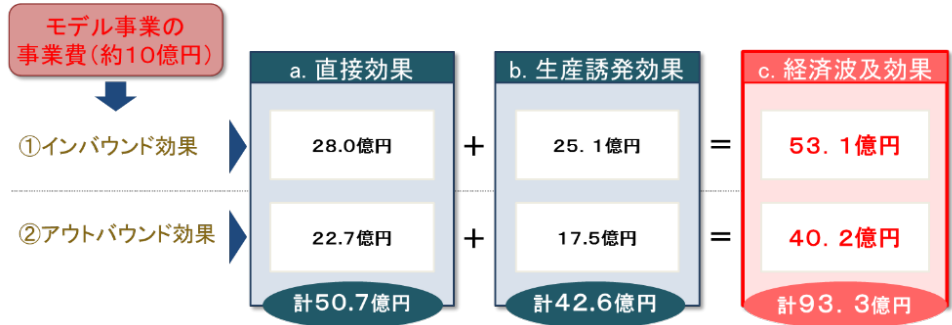 モデル事業の
事業費(約10億円)
a. 直接効果
b. 生産誘発効果
c. 経済波及効果
①インバウンド効果
28.0億円
+
25.1億円
=
53.1億円
②アウトバウンド効果
22.7億円
+
17.5億円
=
40.2億円
計50.7億円
計42.6億円
計93.3億円